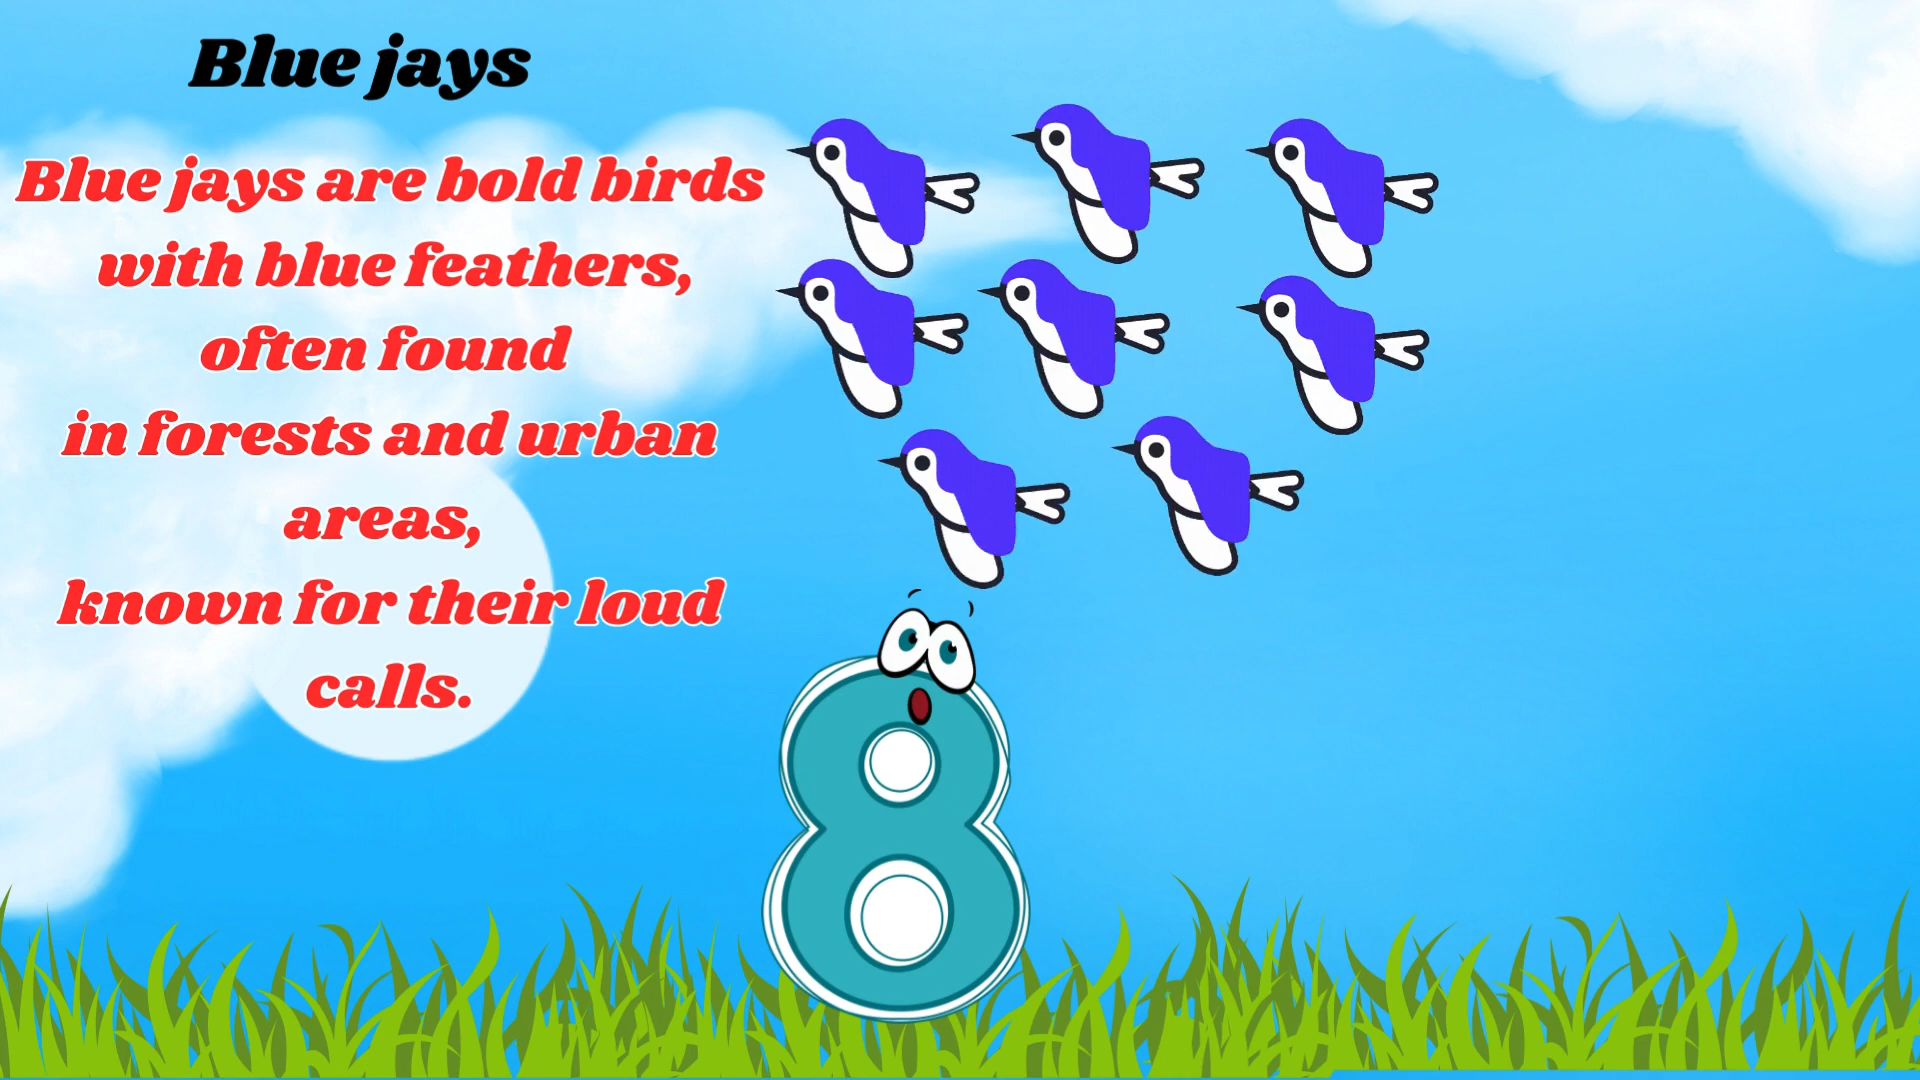 Blue jays
Blue jays are bold birds
with blue feathers,
often found
in forests and urban
areas,
known for their loud
calls.
8